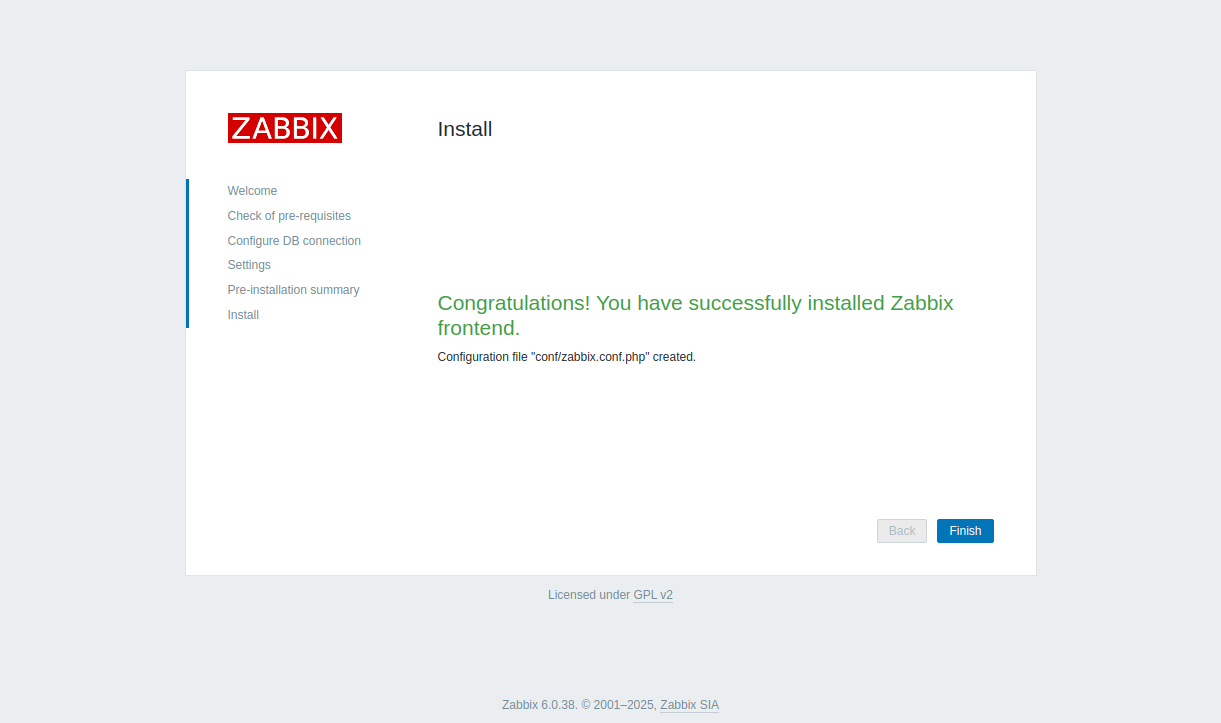 ZABBIX
Install
Welcome
Check of pre-requisites
Configure DB connection
Settings
Pre-installation summary
Install
Congratulations! You have successfully installed Zabbix
frontend.
Configuration file "conf/zabbix.conf.php" created.
Back
Finish
Licensed under GPL v2
Zabbix 6.0.38. © 2001–2025, Zabbix SIA